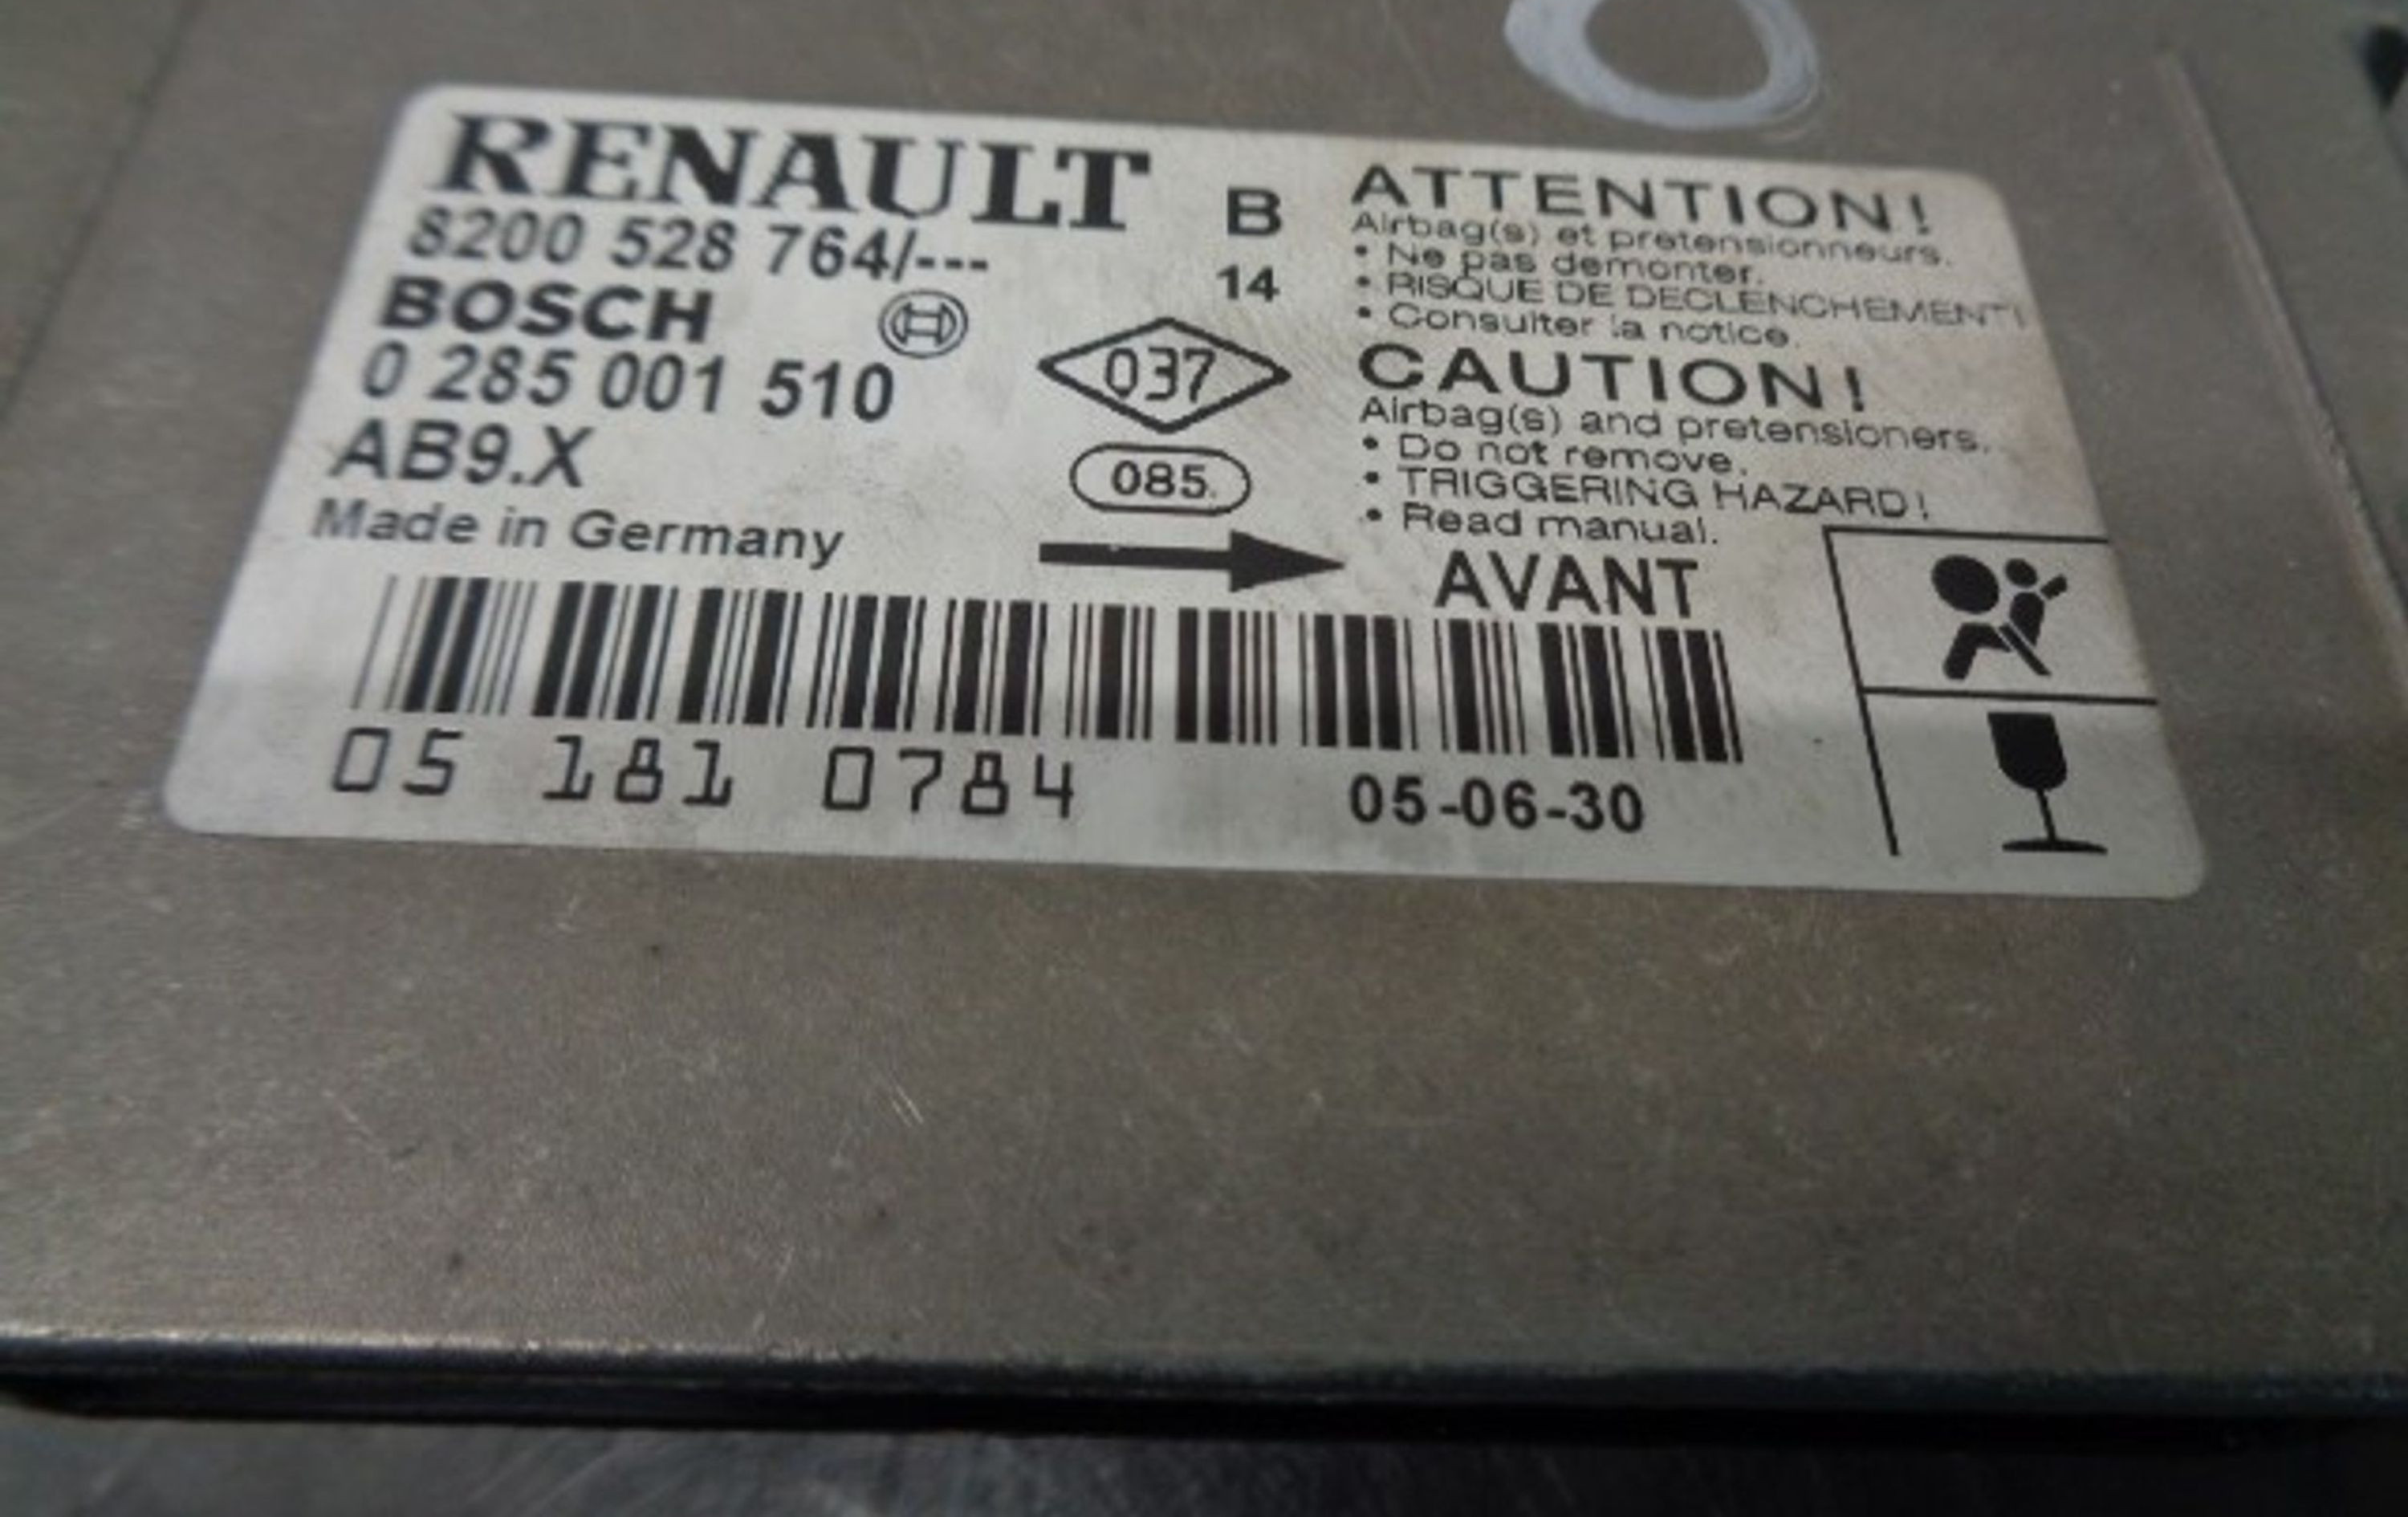 RENAULT
8200 528 764/---
BOSCH
0 285 001 510
AB9.X
Made in Germany
B
14
037
085.
ATTENTION!
Airbag(s) et pretensionneurs.
• Ne pas demonter.
• RISQUE DE DECLENCHEMENT!
• Consulter la notice.
CAUTION!
Airbag(s) and pretensioners.
• Do not remove.
• TRIGGERING HAZARD!
• Read manual.
AVANT
05 181 0784
05-06-30